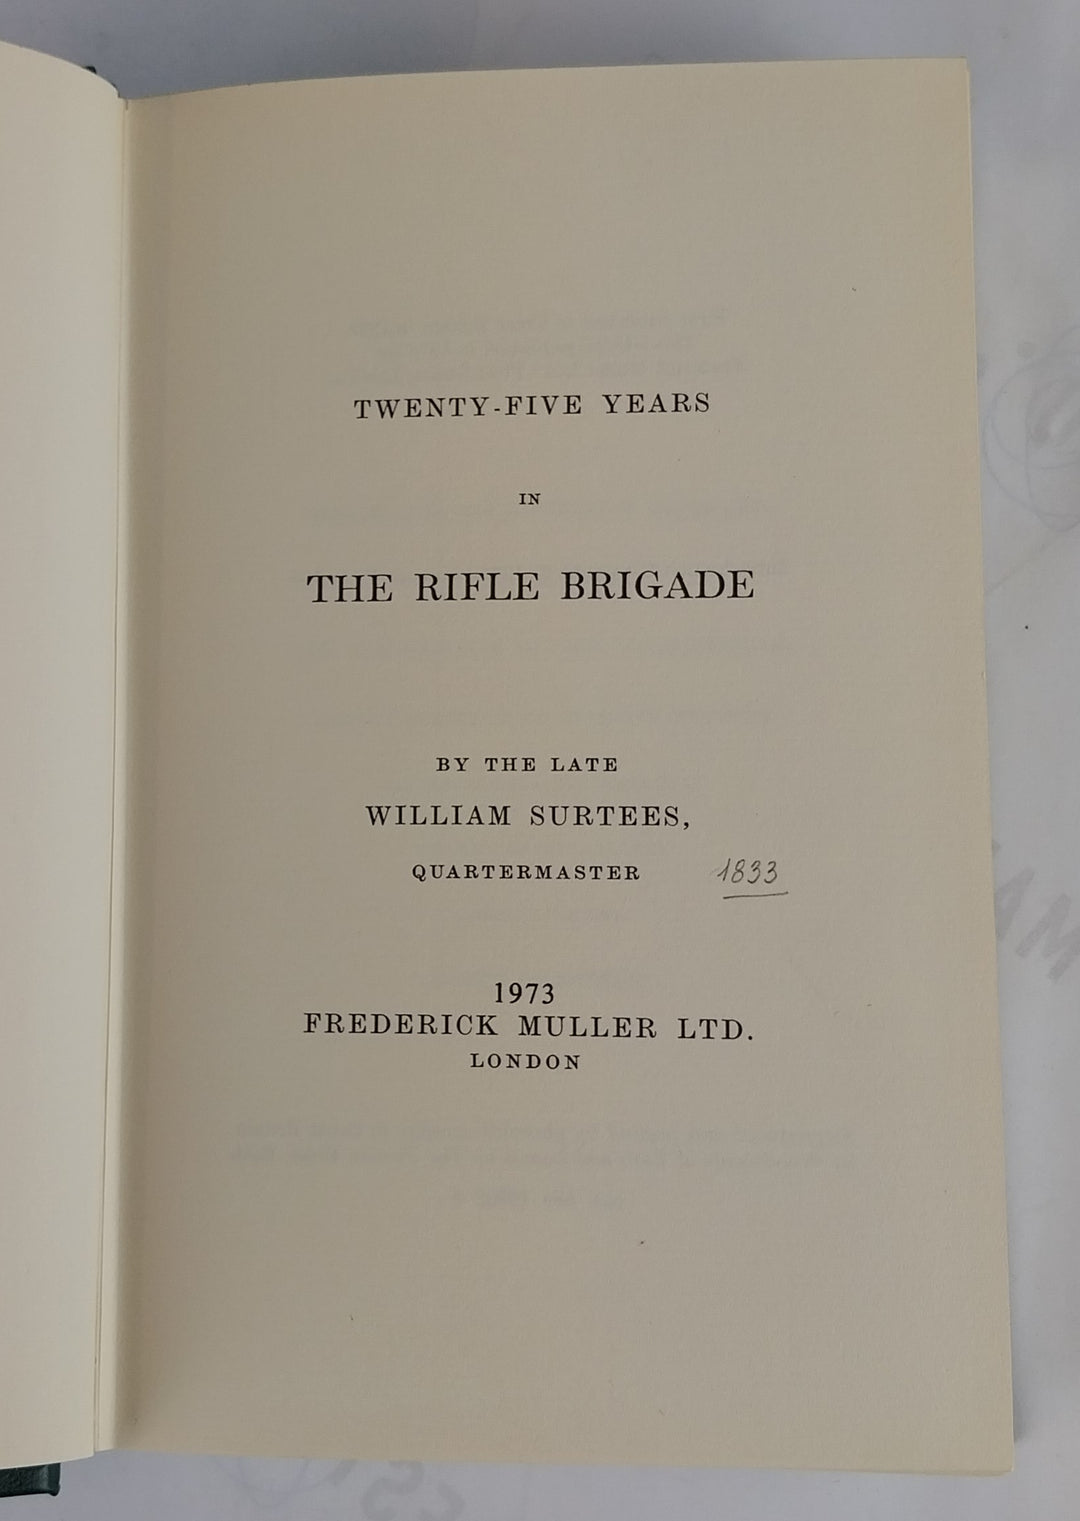 TWENTY-FIVE YEARS
IN
THE RIFLE BRIGADE
BY THE LATE
WILLIAM SURTEES,
QUARTERMASTER 1833
1973
FREDERICK MULLER LTD.
LONDON